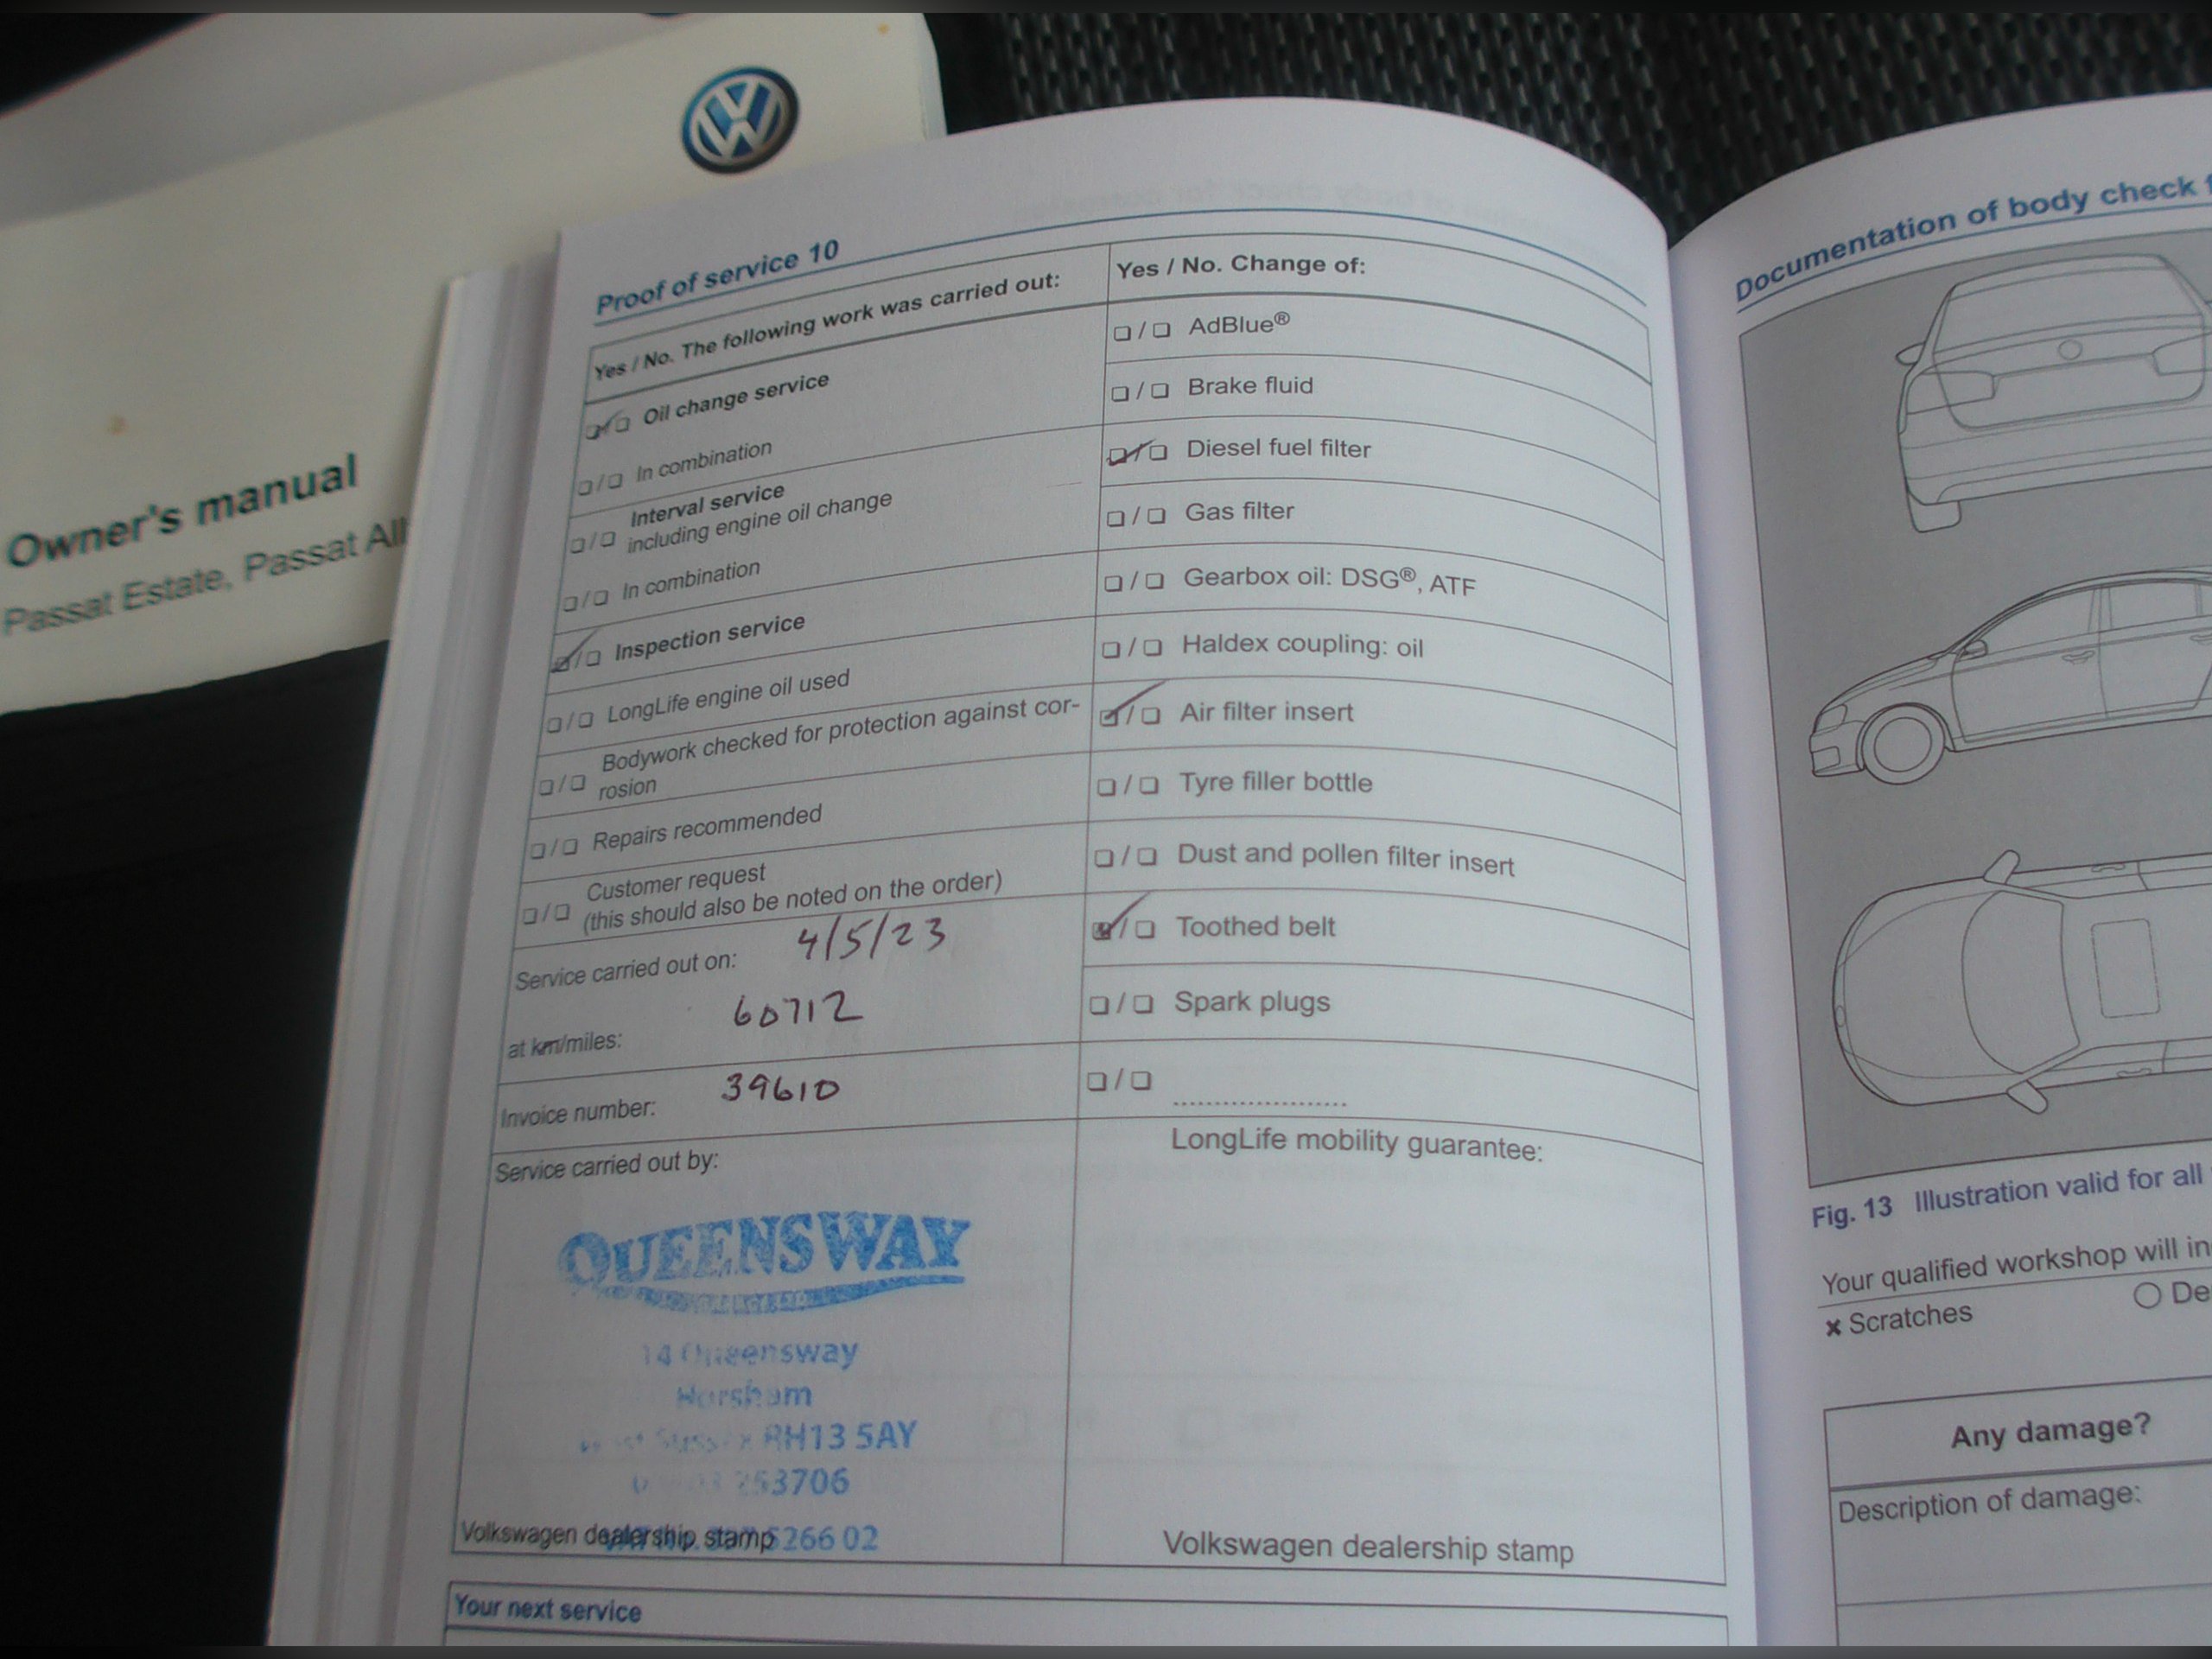 Owner's manual
Passat Estate, Passat All
Proof of service 10
Yes / No. The following work was carried out:
❏/❏ Oil change service
❏/❏ In combination
❏/❏ Interval service
including engine oil change
❏/❏ In combination
❏/❏ Inspection service
❏/❏ LongLife engine oil used
❏/❏ Bodywork checked for protection against cor-
rosion
❏/❏ Repairs recommended
❏/❏ Customer request
(this should also be noted on the order)
Service carried out on: 4/5/23
at km/miles: 60712
Invoice number: 39610
Service carried out by:
QUEENSWAY
14 Queensway
Horsham
West Sussex RH13 5AY
253706
Volkswagen dealership stamp 526602
Your next service
Yes / No. Change of:
❏/❏ AdBlue®
❏/❏ Brake fluid
❏/❏ Diesel fuel filter
❏/❏ Gas filter
❏/❏ Gearbox oil: DSG®, ATF
❏/❏ Haldex coupling: oil
❏/❏ Air filter insert
❏/❏ Tyre filler bottle
❏/❏ Dust and pollen filter insert
❏/❏ Toothed belt
❏/❏ Spark plugs
❏/❏ .....................
LongLife mobility guarantee:
Volkswagen dealership stamp
Documentation of body check f
Fig. 13 Illustration valid for all
Your qualified workshop will in
✗ Scratches ○ De
Any damage?
Description of damage: